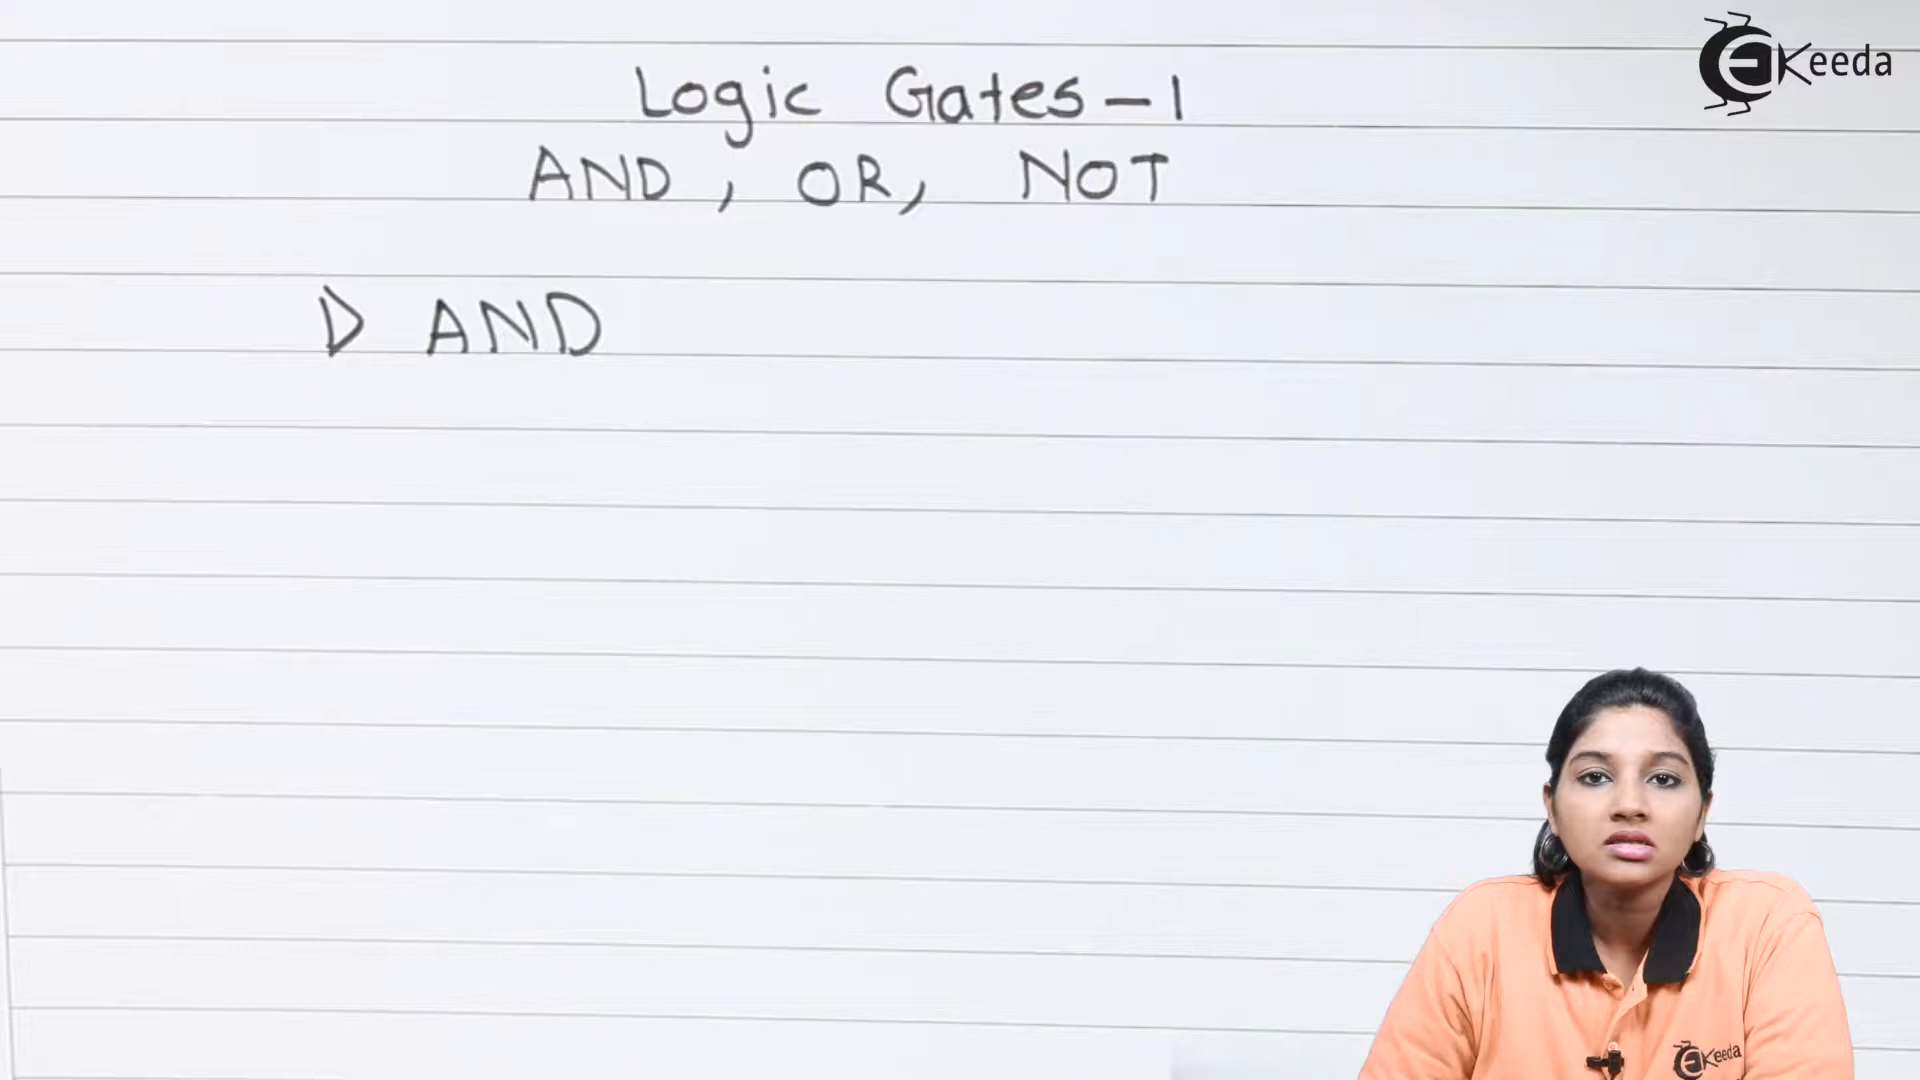 EKeeda
Logic Gates - 1
AND, OR, NOT
1) AND
EKeeda